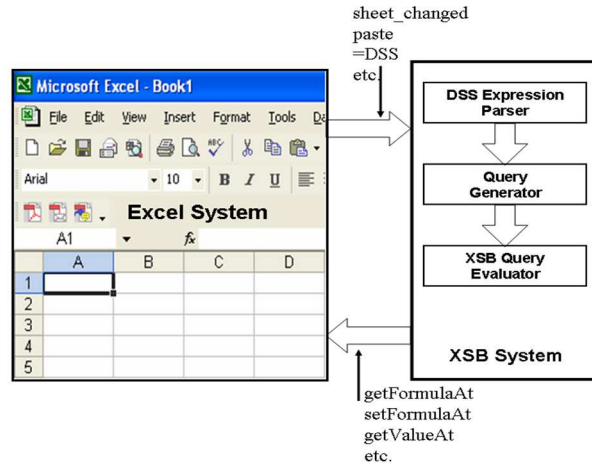 sheet_changed
paste
=DSS
etc.
Microsoft Excel - Book1
File Edit View Insert Format Tools Da
ABC
Arial 10 B I U
Excel System
A1 fx
A B C D
1
2
3
4
5
DSS Expression
Parser
Query
Generator
XSB Query
Evaluator
XSB System
getFormulaAt
setFormulaAt
getValueAt
etc.